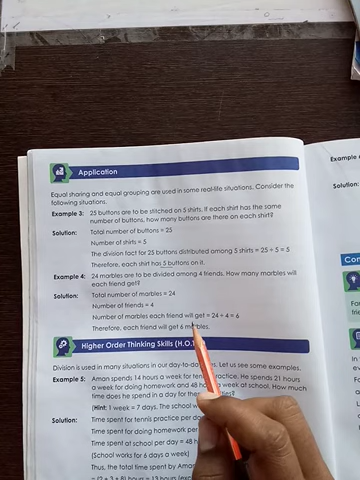 Application
Equal sharing and equal grouping are used in some real-life situations. Consider the
following situations.
Example 3: 25 buttons are to be stitched on 5 shirts. If each shirt has the same
number of buttons, how many buttons are there on each shirt?
Solution: Total number of buttons = 25
Number of shirts = 5
The division fact for 25 buttons distributed among 5 shirts = 25 ÷ 5 = 5
Therefore, each shirt has 5 buttons on it.
Example 4: 24 marbles are to be divided among 4 friends. How many marbles will
each friend get?
Solution: Total number of marbles = 24
Number of friends = 4
Number of marbles each friend will get = 24 ÷ 4 = 6
Therefore, each friend will get 6 marbles.
Higher Order Thinking Skills (H.O.T.
Division is used in many situations in our day-to-day. Let us see some examples.
Example 5: Aman spends 14 hours a week for tennis practice. He spends 21 hours
a week for doing homework and 48 a week at school. How much
time does he spend in a day for the
(Hint: 1 week = 7 days. The school
Solution: Time spent for tennis practice per
Time spent for doing homework per
Time spent at school per day = 48
(School works for 6 days a week)
Thus, the total time spent by Aman
Example
Solution:
Con
Fa
frie
In